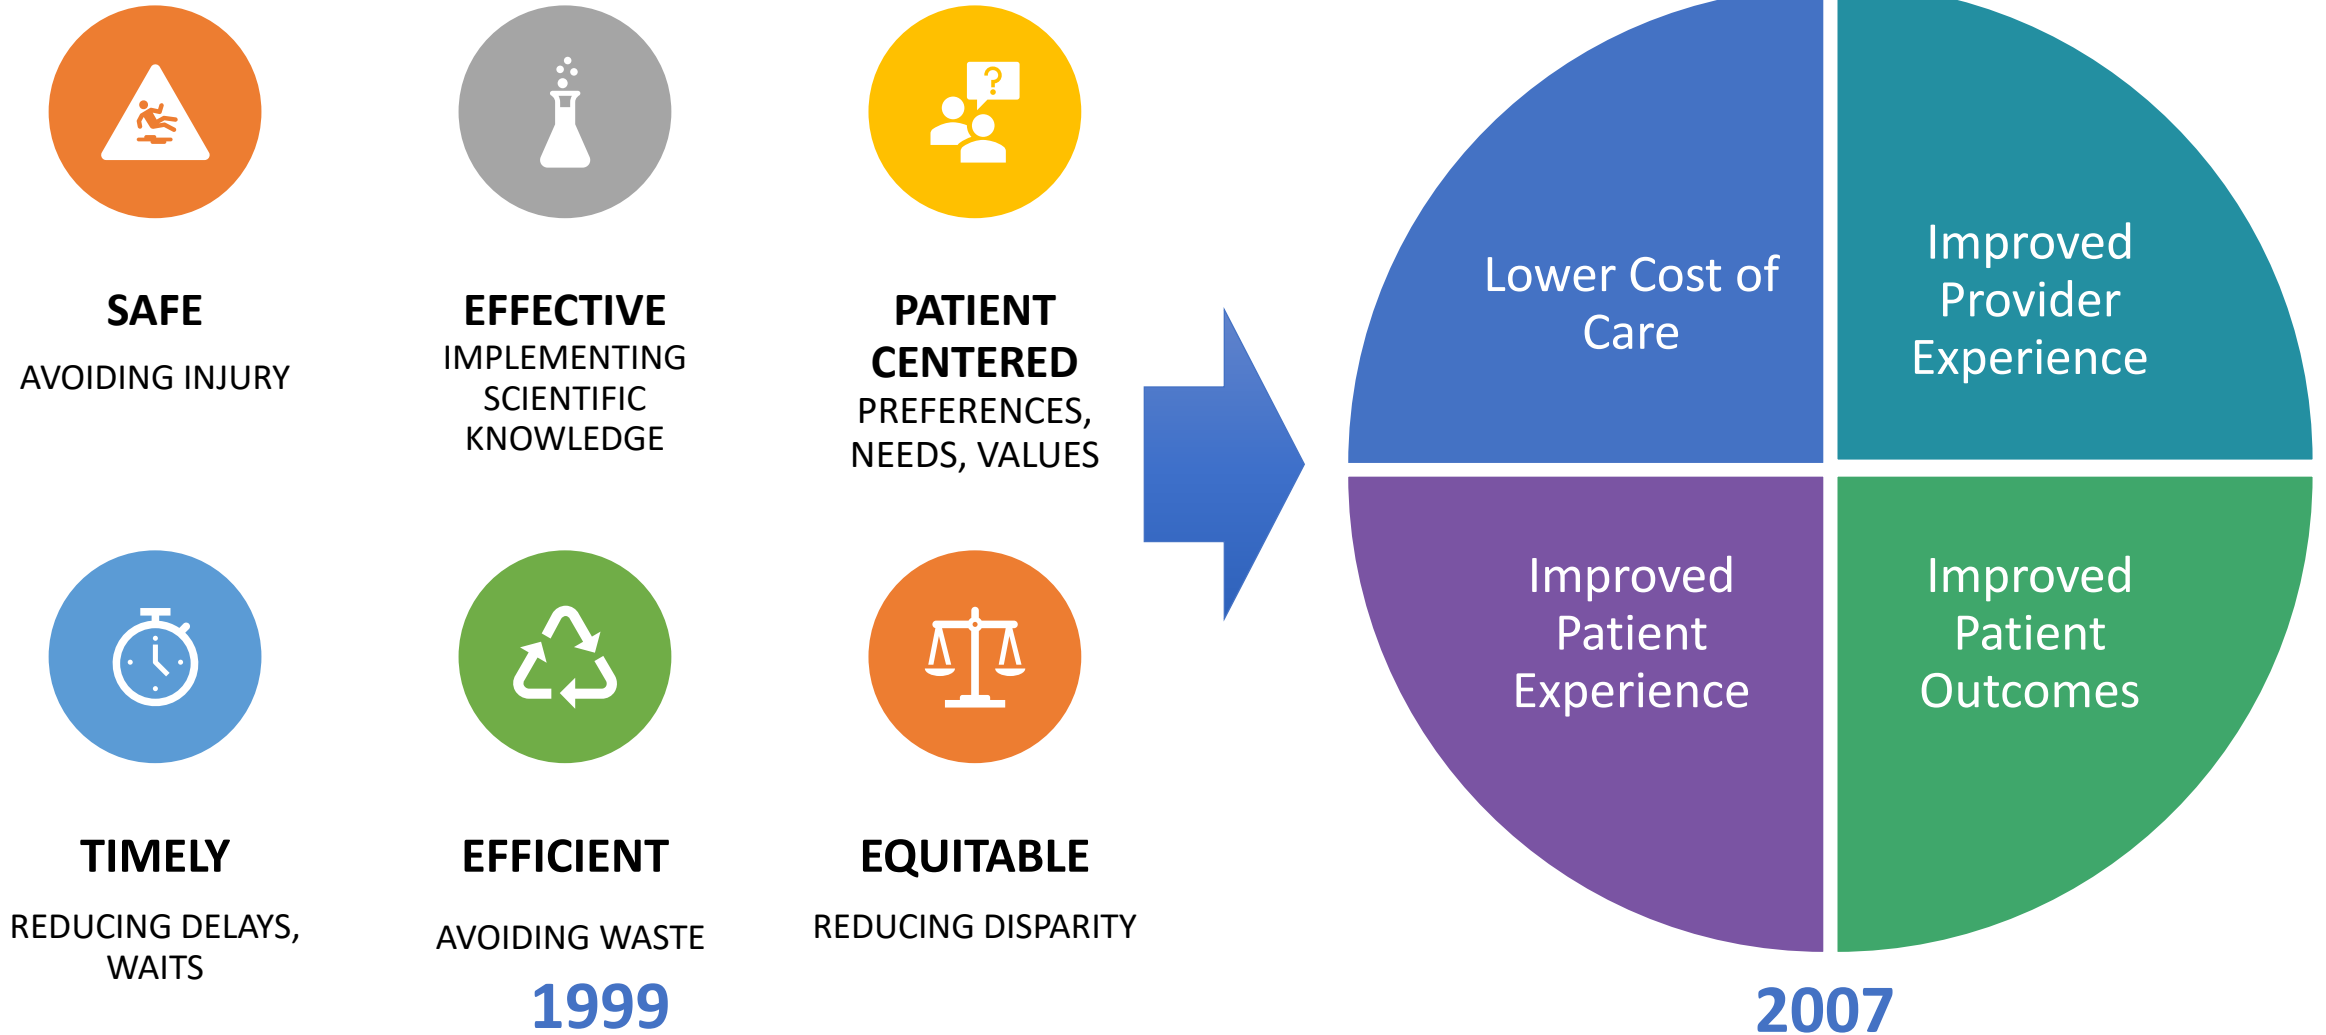 SAFE
AVOIDING INJURY
EFFECTIVE
IMPLEMENTING
SCIENTIFIC
KNOWLEDGE
?
PATIENT
CENTERED
PREFERENCES,
NEEDS, VALUES
TIMELY
REDUCING DELAYS,
WAITS
EFFICIENT
AVOIDING WASTE
EQUITABLE
REDUCING DISPARITY
1999
Lower Cost of
Care
Improved
Provider
Experience
Improved
Patient
Experience
Improved
Patient
Outcomes
2007